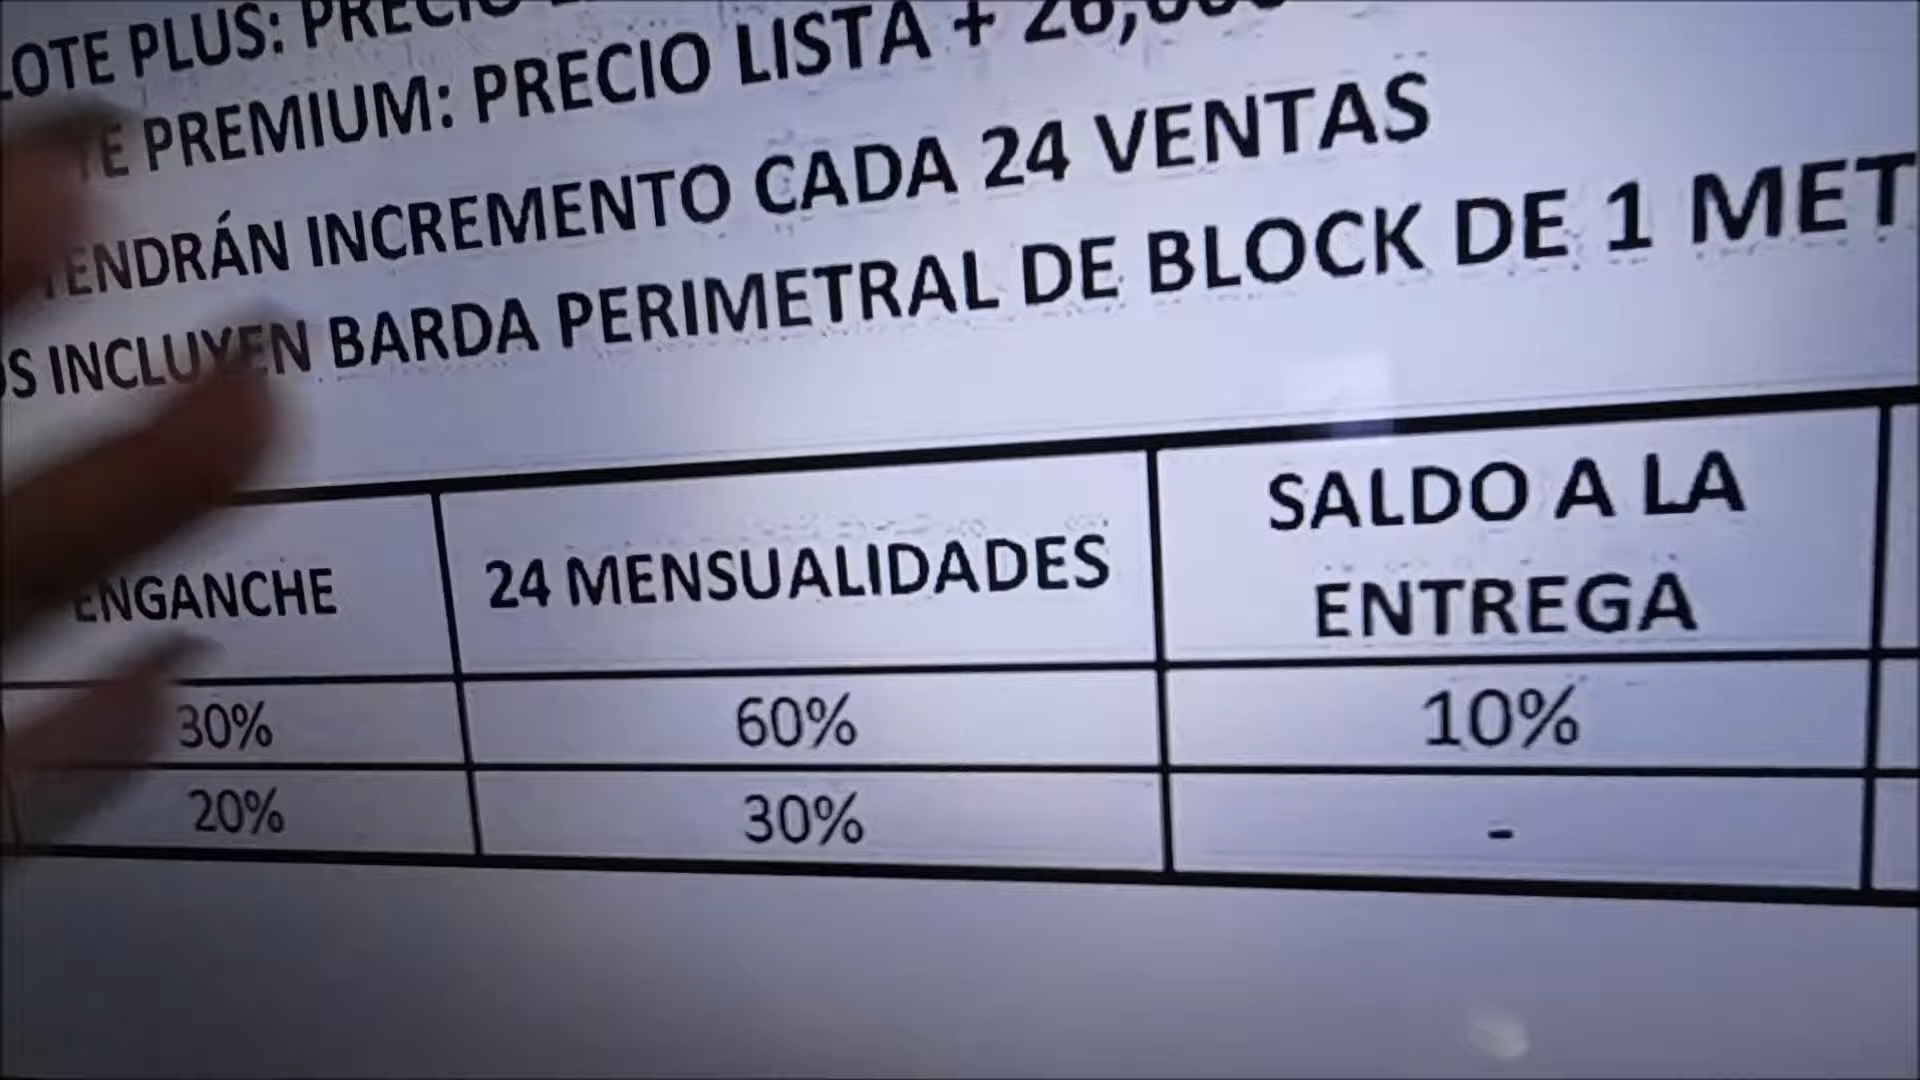 LOTE PLUS: PRECIO
PREMIUM: PRECIO LISTA +
TENDRÁN INCREMENTO CADA 24 VENTAS
INCLUYEN BARDA PERIMETRAL DE BLOCK DE 1
ENGANCHE
24 MENSUALIDADES
SALDO A LA
ENTREGA
30%
60%
10%
20%
30%
-